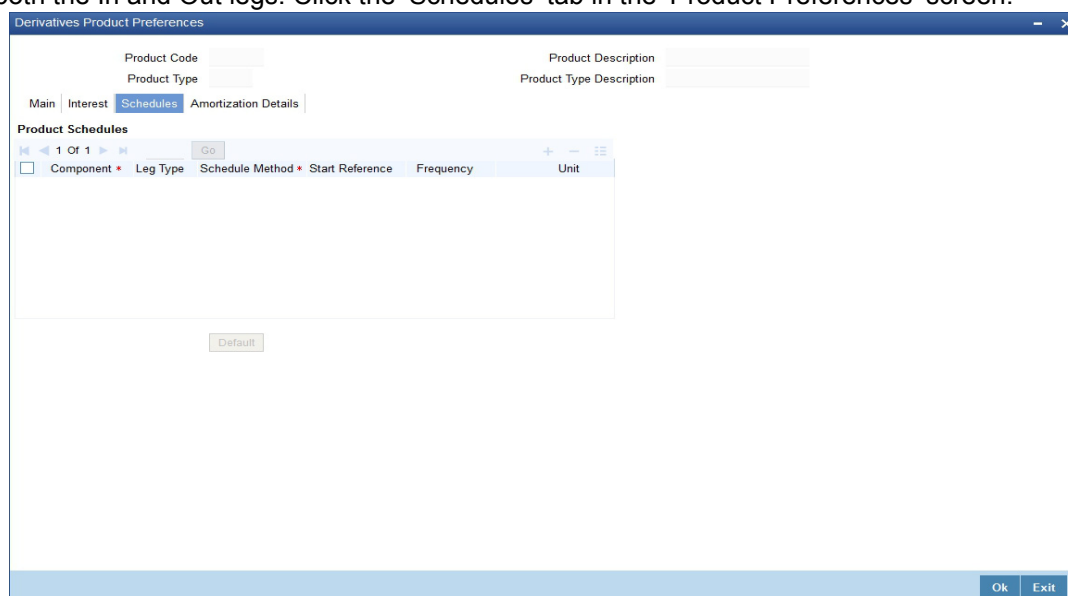 both the In and Out legs. Click the 'Schedules' tab in the 'Product Preferences' screen.
Derivatives Product Preferences
Product Code Product Description
Product Type Product Type Description
Main Interest Schedules Amortization Details
Product Schedules
1 Of 1 Go
Component * Leg Type Schedule Method * Start Reference Frequency Unit
Default
Ok Exit